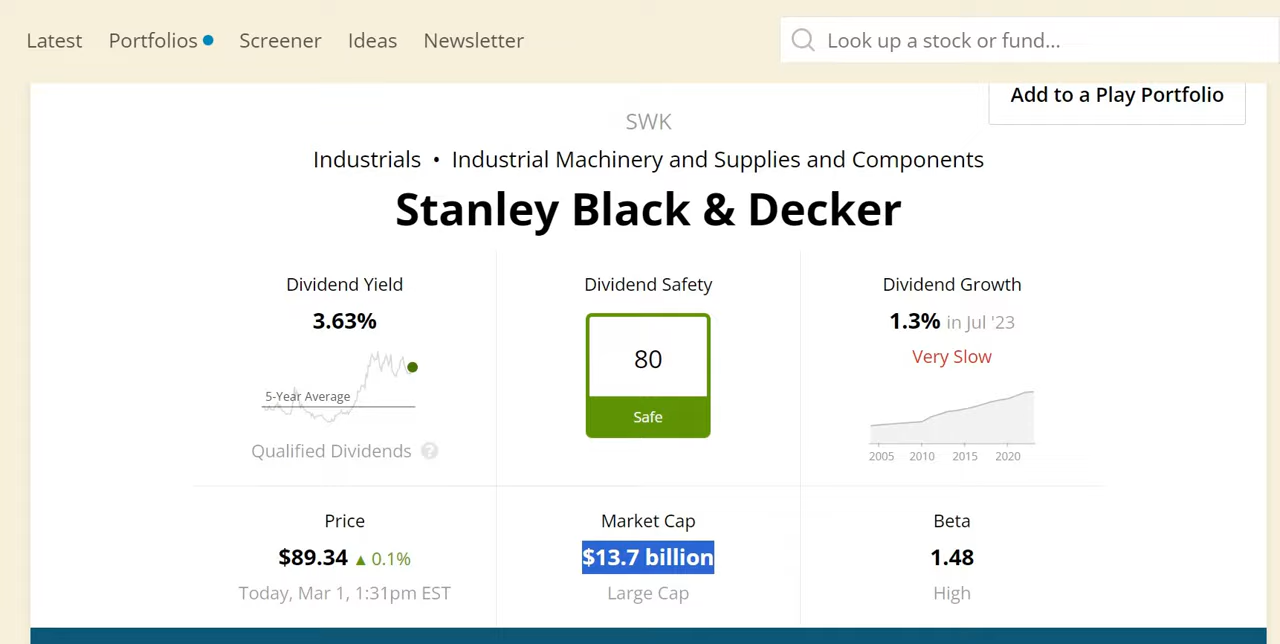 Latest Portfolios Screener Ideas Newsletter Look up a stock or fund...
Add to a Play Portfolio
SWK
Industrials • Industrial Machinery and Supplies and Components
Stanley Black & Decker
Dividend Yield
3.63%
5-Year Average
Qualified Dividends ?
Dividend Safety
80
Safe
Dividend Growth
1.3% in Jul '23
Very Slow
2005 2010 2015 2020
Price
$89.34 ▲ 0.1%
Today, Mar 1, 1:31pm EST
Market Cap
$13.7 billion
Large Cap
Beta
1.48
High